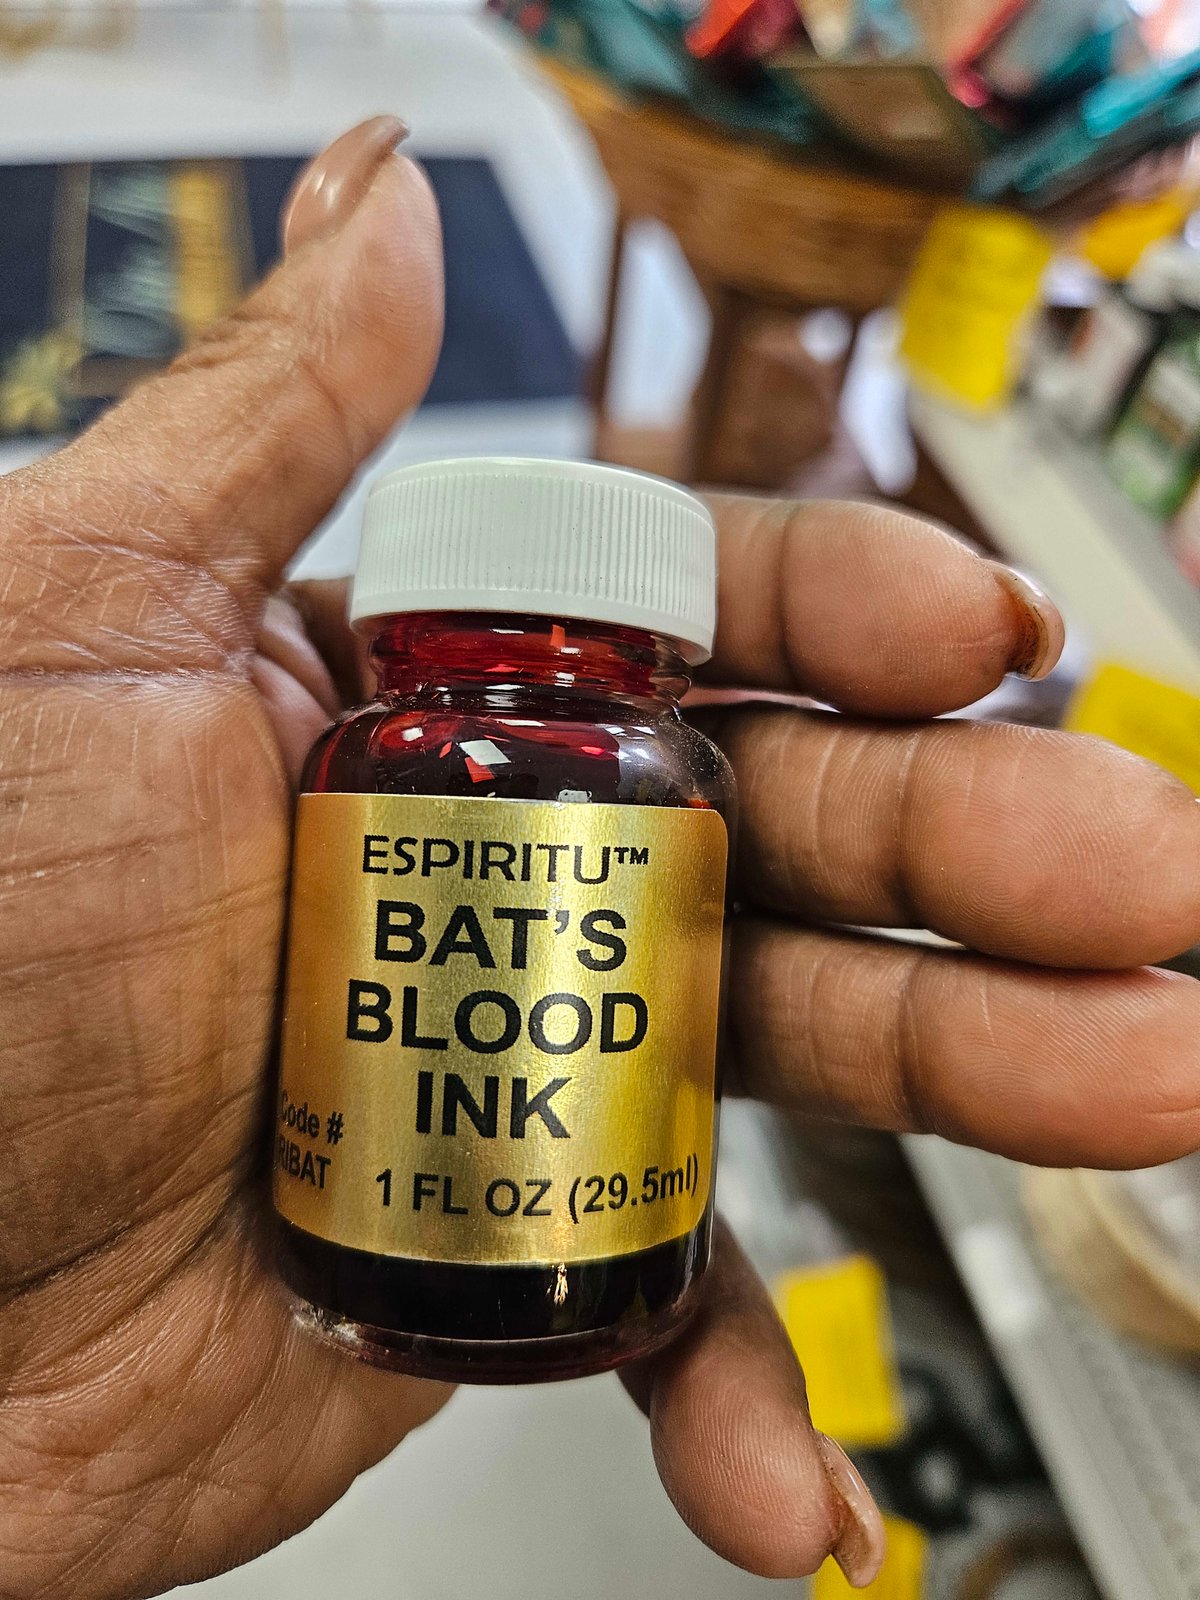 ESPIRITU™
BAT'S
BLOOD
INK
Code #
RIBAT
1 FL OZ (29.5ml)